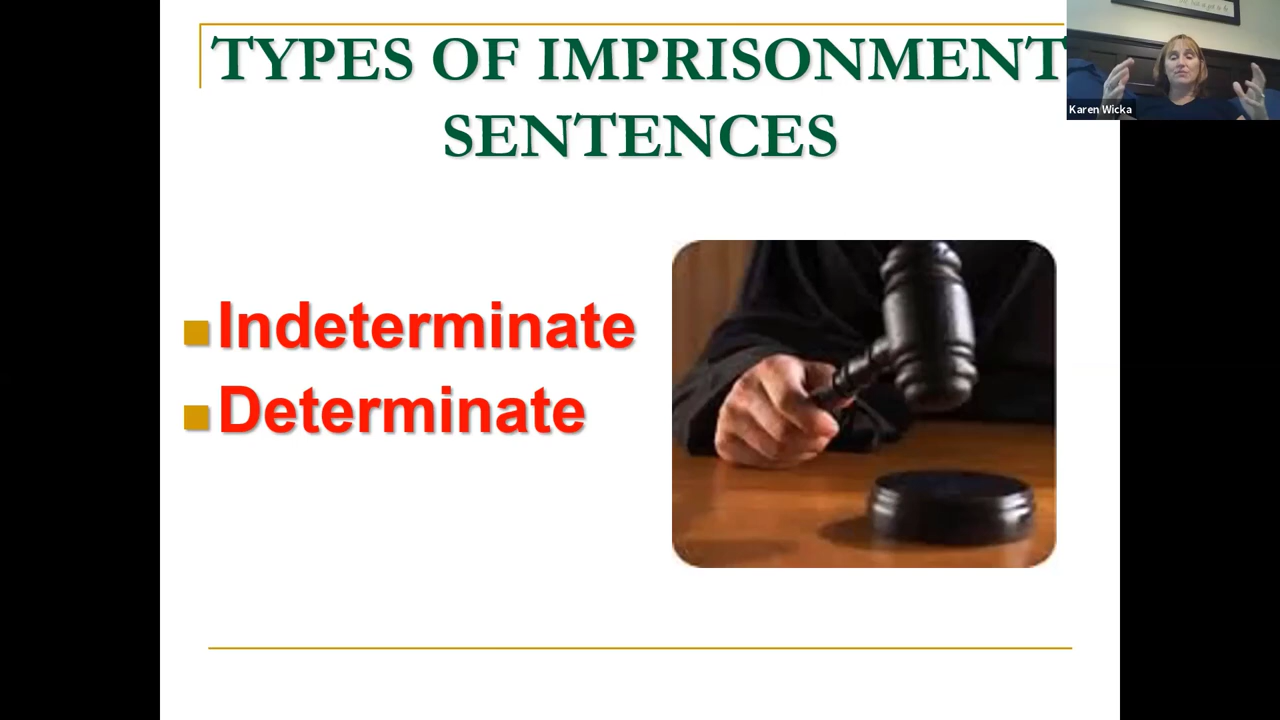 TYPES OF IMPRISONMENT
SENTENCES
Karen Wicka
Indeterminate
Determinate